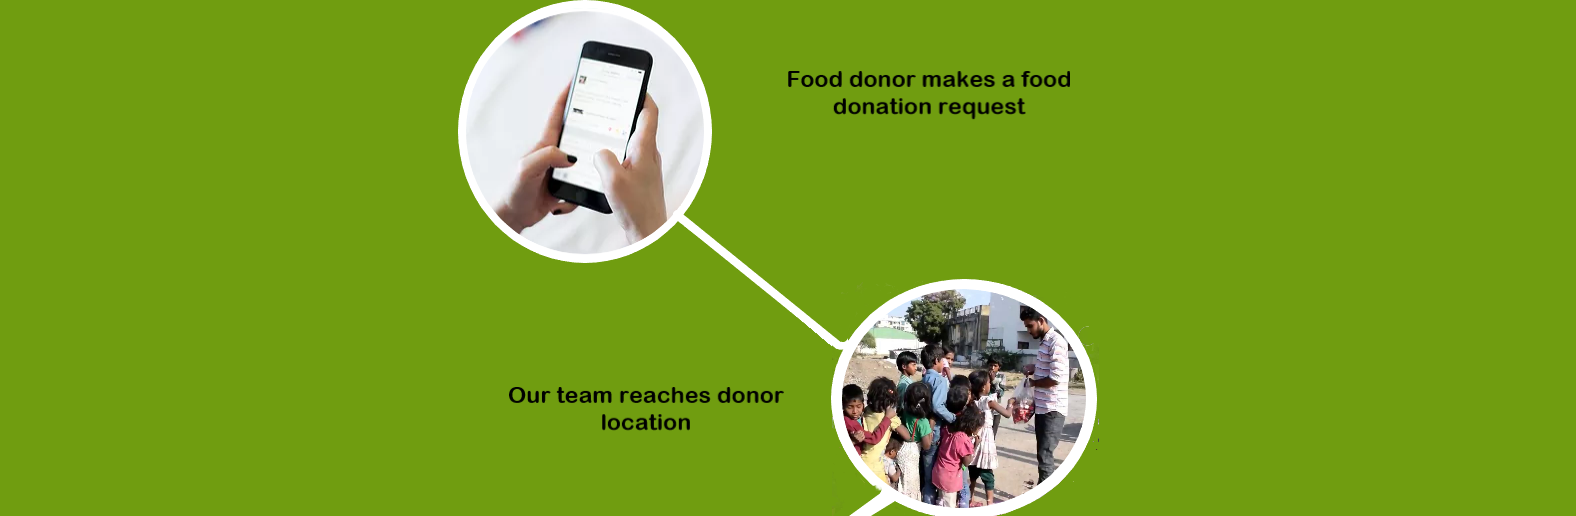 Food donor makes a food
donation request
Our team reaches donor
location